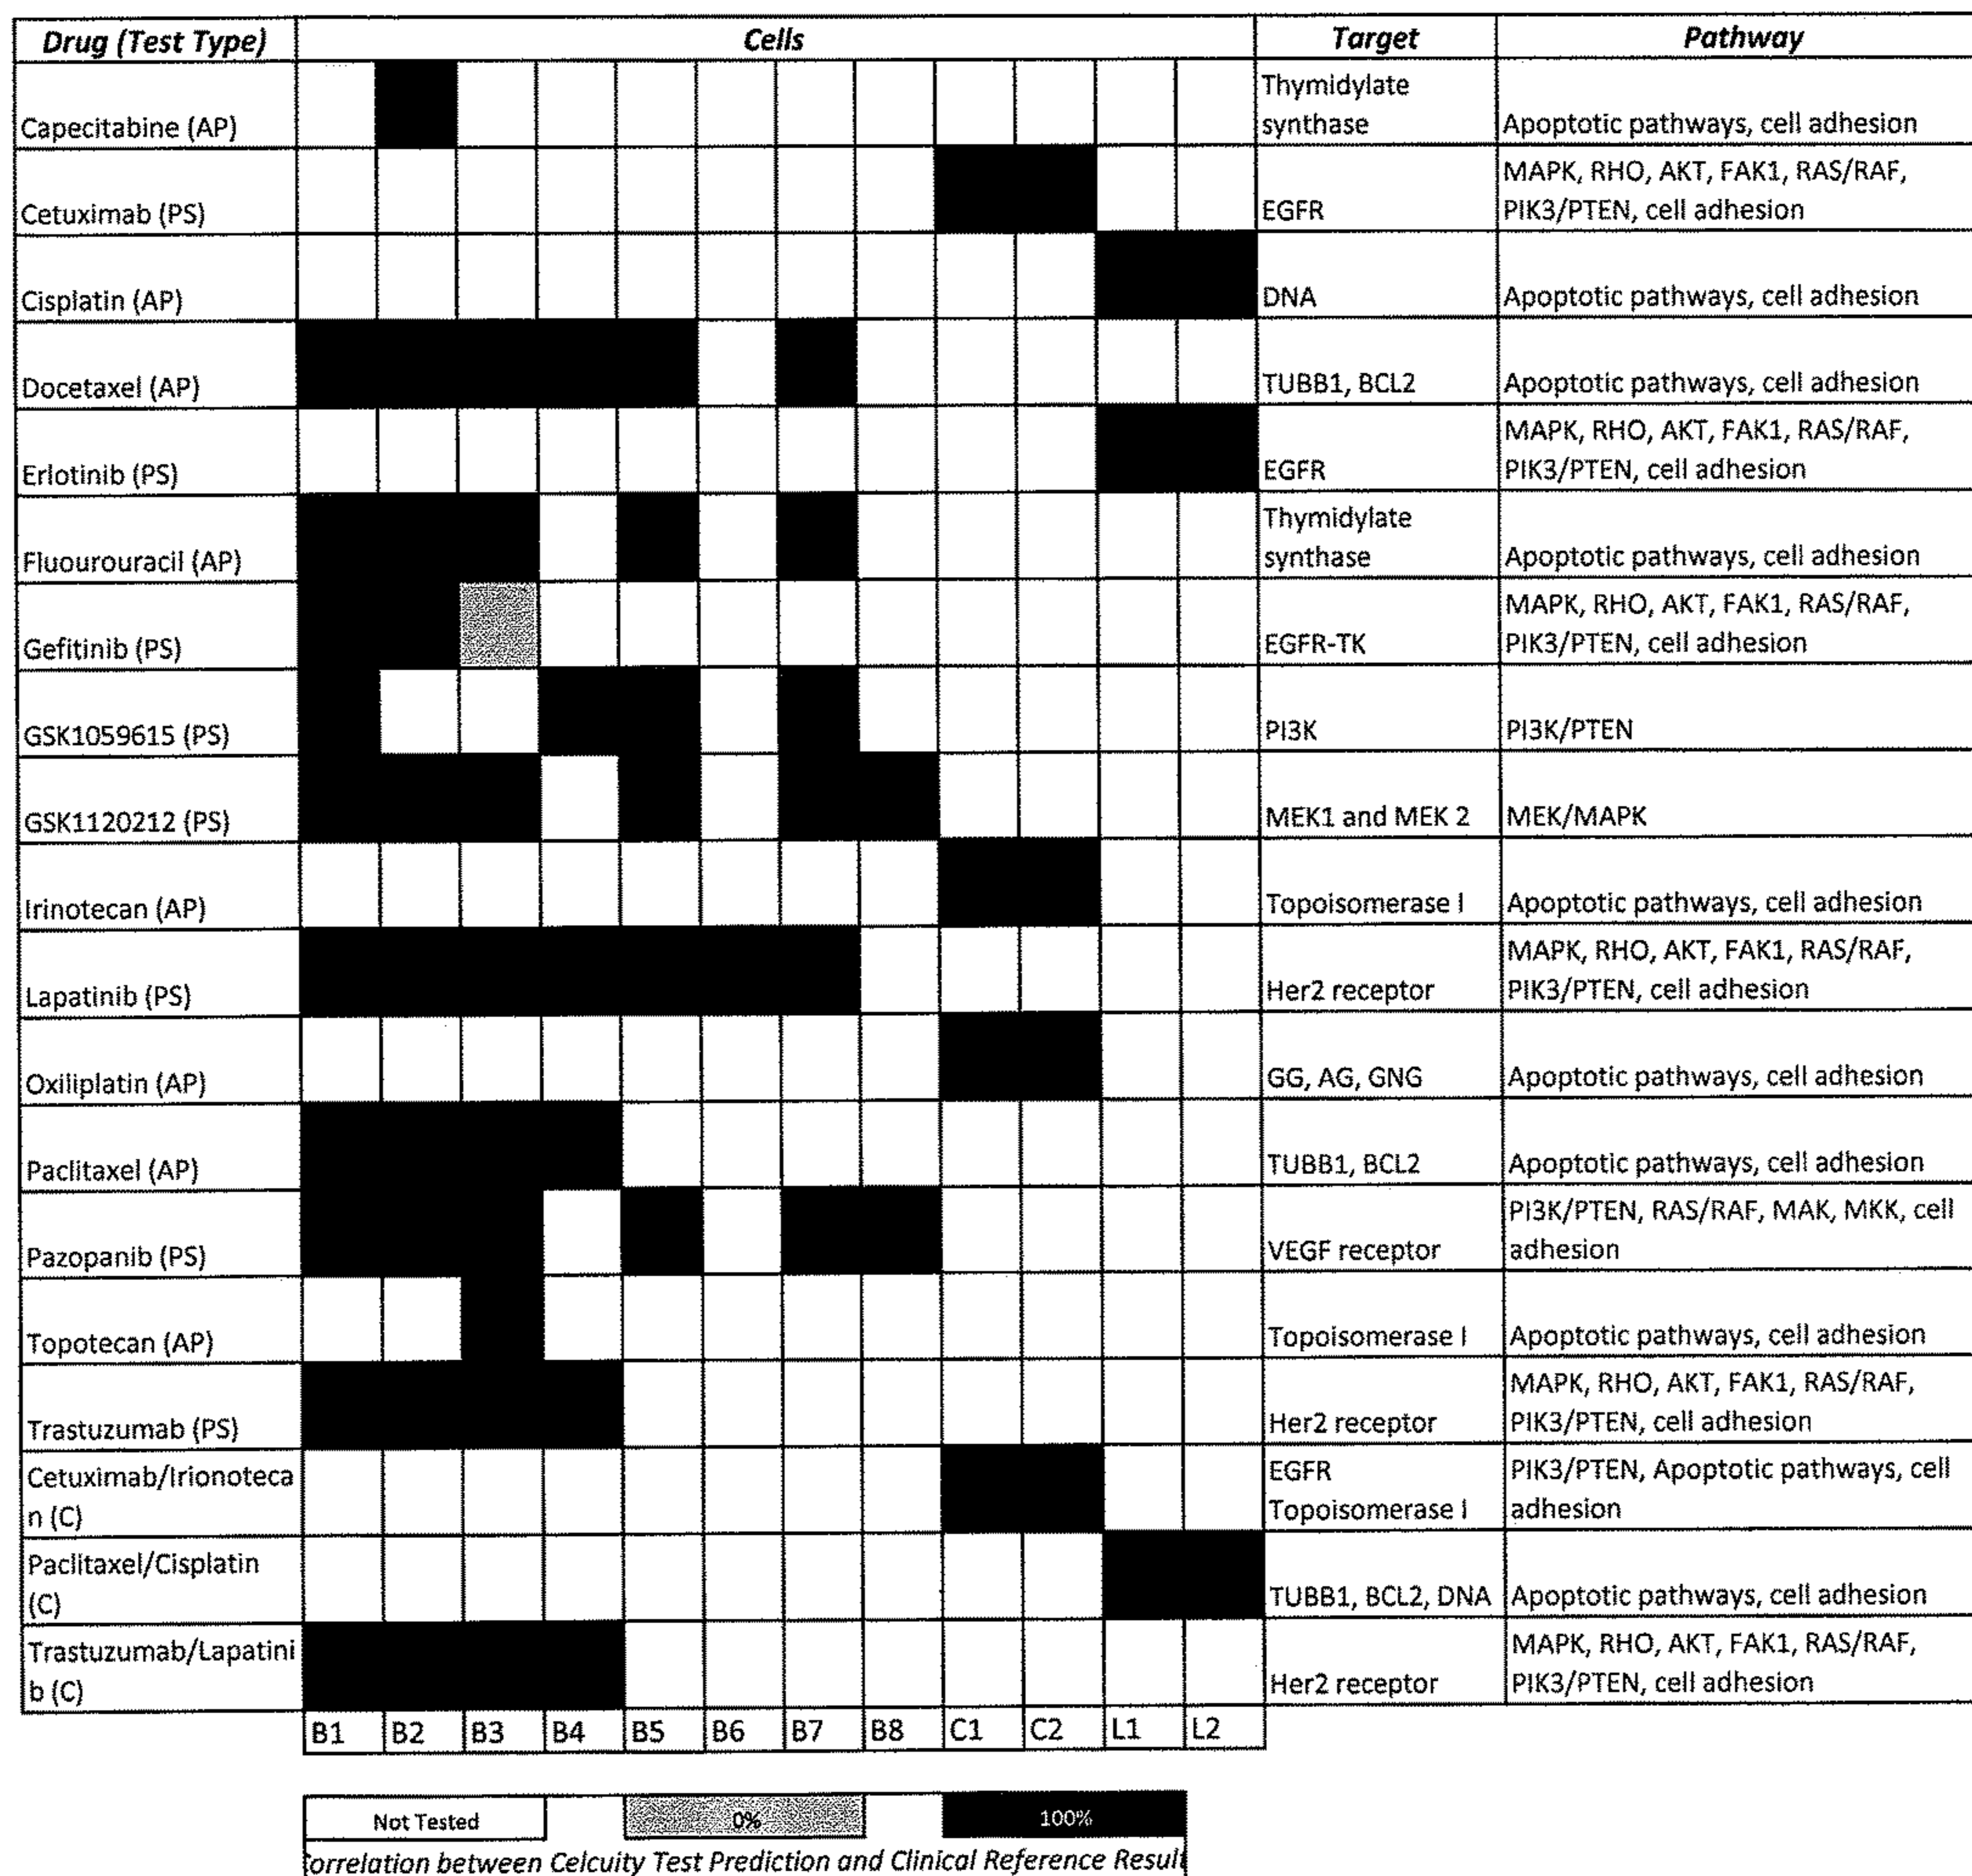 Drug (Test Type) Cells Target Pathway
Thymidylate
Capecitabine (AP) synthase Apoptotic pathways, cell adhesion
MAPK, RHO, AKT, FAK1, RAS/RAF,
Cetuximab (PS) EGFR PIK3/PTEN, cell adhesion
Cisplatin (AP) DNA Apoptotic pathways, cell adhesion
Docetaxel (AP) TUBB1, BCL2 Apoptotic pathways, cell adhesion
MAPK, RHO, AKT, FAK1, RAS/RAF,
Erlotinib (PS) EGFR PIK3/PTEN, cell adhesion
Thymidylate
Fluourouracil (AP) synthase Apoptotic pathways, cell adhesion
MAPK, RHO, AKT, FAK1, RAS/RAF,
Gefitinib (PS) EGFR-TK PIK3/PTEN, cell adhesion
GSK1059615 (PS) PI3K PI3K/PTEN
GSK1120212 (PS) MEK1 and MEK 2 MEK/MAPK
Irinotecan (AP) Topoisomerase I Apoptotic pathways, cell adhesion
MAPK, RHO, AKT, FAK1, RAS/RAF,
Lapatinib (PS) Her2 receptor PIK3/PTEN, cell adhesion
Oxiliplatin (AP) GG, AG, GNG Apoptotic pathways, cell adhesion
Paclitaxel (AP) TUBB1, BCL2 Apoptotic pathways, cell adhesion
PI3K/PTEN, RAS/RAF, MAK, MKK, cell
Pazopanib (PS) VEGF receptor adhesion
Topotecan (AP) Topoisomerase I Apoptotic pathways, cell adhesion
MAPK, RHO, AKT, FAK1, RAS/RAF,
Trastuzumab (PS) Her2 receptor PIK3/PTEN, cell adhesion
Cetuximab/Irionoteca EGFR PIK3/PTEN, Apoptotic pathways, cell
n (C) Topoisomerase I adhesion
Paclitaxel/Cisplatin
(C) TUBB1, BCL2, DNA Apoptotic pathways, cell adhesion
Trastuzumab/Lapatini MAPK, RHO, AKT, FAK1, RAS/RAF,
b (C) Her2 receptor PIK3/PTEN, cell adhesion
B1 B2 B3 B4 B5 B6 B7 B8 C1 C2 L1 L2
Not Tested 0% 100%
orrelation between Celcuity Test Prediction and Clinical Reference Resul